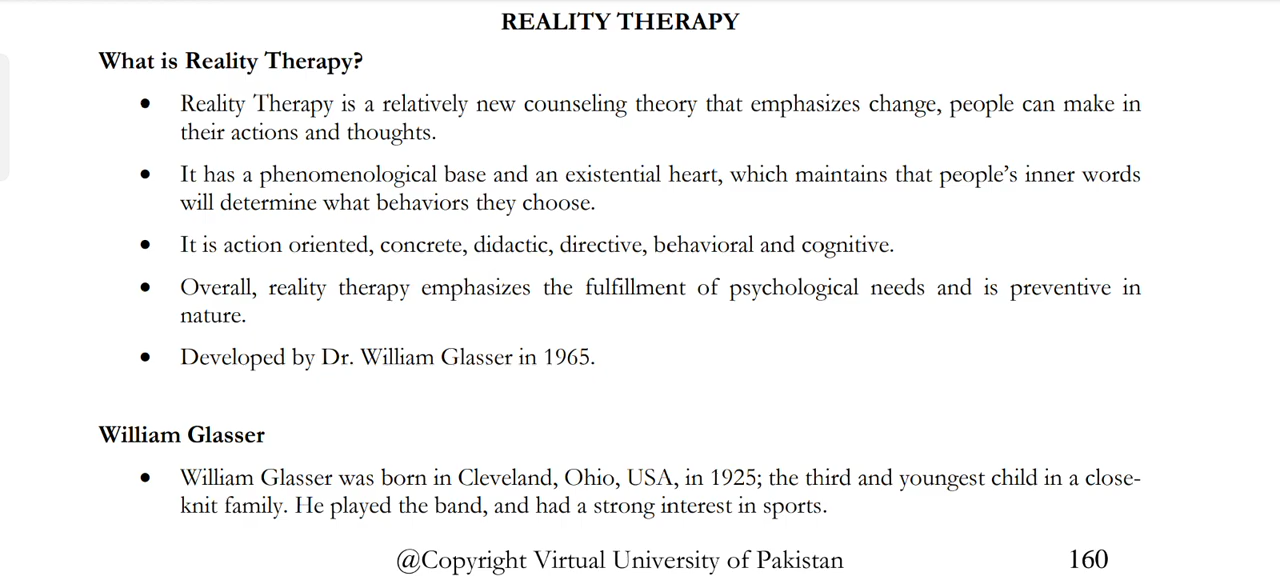 REALITY THERAPY
What is Reality Therapy?
• Reality Therapy is a relatively new counseling theory that emphasizes change, people can make in
their actions and thoughts.
• It has a phenomenological base and an existential heart, which maintains that people's inner words
will determine what behaviors they choose.
• It is action oriented, concrete, didactic, directive, behavioral and cognitive.
• Overall, reality therapy emphasizes the fulfillment of psychological needs and is preventive in
nature.
• Developed by Dr. William Glasser in 1965.
William Glasser
• William Glasser was born in Cleveland, Ohio, USA, in 1925; the third and youngest child in a close-
knit family. He played the band, and had a strong interest in sports.
@Copyright Virtual University of Pakistan 160